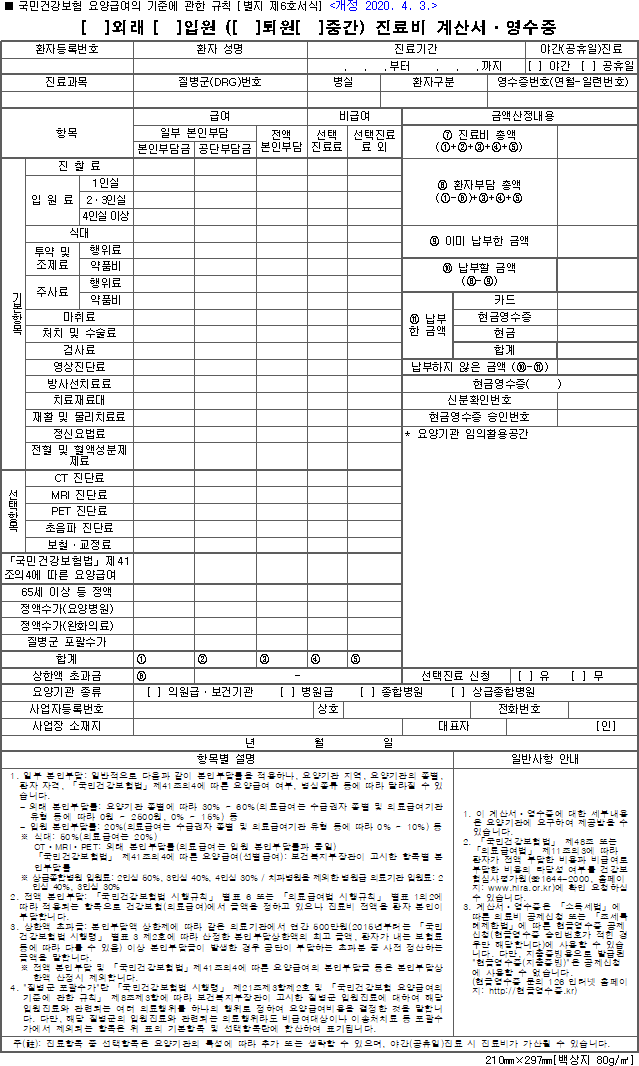 ■ 국민건강보험 요양급여의 기준에 관한 규칙 [별지 제6호서식] <개정 2020. 4. 3.>
[ ]외래 [ ]입원 ([ ]퇴원[ ]중간) 진료비 계산서·영수증
환자등록번호 환자 성명 진료기간 야간(공휴일)진료
. . .부터 . . .까지 [ ] 야간 [ ] 공휴일
진료과목 질병군(DRG)번호 병실 환자구분 영수증번호(연월-일련번호)
항목 급여 비급여 금액산정내용
일부 본인부담 전액 본인부담 선택 진료료 선택진료료 외
본인부담금 공단부담금
⑦ 진료비 총액
(①+②+③+④+⑤)
기본항목
진 찰 료
입 원 료
1인실
2·3인실
4인실 이상
⑧ 환자부담 총액
(①-⑥)+③+④+⑤
식대
⑨ 이미 납부한 금액
투약 및 조제료
행위료
약품비
⑩ 납부할 금액
(⑧-⑨)
주사료
행위료
약품비
⑪ 납부한 금액
카드
현금영수증
현금
합계
마취료
처치 및 수술료
검사료
영상진단료
납부하지 않은 금액 (⑩-⑪)
방사선치료료
현금영수증( )
치료재료대
신분확인번호
재활 및 물리치료료
현금영수증 승인번호
정신요법료
* 요양기관 임의활용공간
전혈 및 혈액성분제제료
선택항목
CT 진단료
MRI 진단료
PET 진단료
초음파 진단료
보철·교정료
「국민건강보험법」제41조의4에 따른 요양급여
65세 이상 등 정액
정액수가(요양병원)
정액수가(완화의료)
질병군 포괄수가
합계 ① ② ③ ④ ⑤
상한액 초과금 ⑥ - 선택진료 신청 [ ] 유 [ ] 무
요양기관 종류 [ ] 의원급·보건기관 [ ] 병원급 [ ] 종합병원 [ ] 상급종합병원
사업자등록번호 상호 전화번호
사업장 소재지 대표자 [인]
년 월 일
항목별 설명 일반사항 안내
1. 일부 본인부담: 일반적으로 다음과 같이 본인부담률을 적용하나, 요양기관 지역, 요양기관의 종별,
환자 자격, 「국민건강보험법」제41조의4에 따른 요양급여 여부, 병실종류 등에 따라 달라질 수 있
습니다.
- 외래 본인부담률: 요양기관 종별에 따라 30% ~ 60%(의료급여는 수급권자 종별 및 의료급여기관
유형 등에 따라 0원 ~ 2500원, 0% ~ 15%) 등
- 입원 본인부담률: 20%(의료급여는 수급권자 종별 및 의료급여기관 유형 등에 따라 0% ~ 10%) 등
※ 식대: 50%(의료급여는 20%)
CT·MRI·PET: 외래 본인부담률(의료급여는 입원 본인부담률과 동일)
「국민건강보험법」 제41조의4에 따른 요양급여(선별급여): 보건복지부장관이 고시한 항목별 본
인부담률
※ 상급종합병원 입원료: 2인실 50%, 3인실 40%, 4인실 30% / 치과병원을 제외한 병원급 의료기관 입원료: 2
인실 40%, 3인실 30%
2. 전액 본인부담: 「국민건강보험법 시행규칙」 별표 6 또는 「의료급여법 시행규칙」 별표 1의2에
따라 적용되는 항목으로 건강보험(의료급여)에서 금액을 정하고 있으나 진료비 전액을 환자 본인이
부담합니다.
3. 상한액 초과금: 본인부담액 상한제에 따라 같은 의료기관에서 연간 500만원(2015년부터는 「국민
건강보험법 시행령」 별표 3 제2호에 따라 산정한 본인부담상한액의 최고 금액, 환자가 내는 보험료
등에 따라 다를 수 있음) 이상 본인부담금이 발생한 경우 공단이 부담하는 초과분 중 사전 정산하는
금액을 말합니다.
※ 전액 본인부담 및 「국민건강보험법」제41조의4에 따른 요양급여의 본인부담금 등은 본인부담상
한액 산정시 제외합니다.
4. "질병군 포괄수가"란 「국민건강보험법 시행령」 제21조제3항제2호 및 「국민건강보험 요양급여의
기준에 관한 규칙」 제8조제3항에 따라 보건복지부장관이 고시한 질병군 입원진료에 대하여 해당
입원진료와 관련되는 여러 의료행위를 하나의 행위로 정하여 요양급여비용을 결정한 것을 말합니
다. 다만, 해당 질병군의 입원진료와 관련되는 의료행위라도 비급여대상이나 이송처치료 등 포괄수
가에서 제외되는 항목은 위 표의 기본항목 및 선택항목란에 합산하여 표기됩니다.
1. 이 계산서·영수증에 대한 세부내용
은 요양기관에 요구하여 제공받을 수
있습니다.
2. 「국민건강보험법」 제48조 또는
「의료급여법」 제11조의3에 따라
환자가 전액 부담한 비용과 비급여로
부담한 비용의 타당성 여부를 건강보
험심사평가원(☎1644-2000, 홈페이
지: www.hira.or.kr)에 확인 요청하실
수 있습니다.
3. 계산서·영수증은 「소득세법」에
따른 의료비 공제신청 또는 「조세특
례제한법」에 따른 현금영수증 공제
신청(현금영수증 승인번호가 적힌 경
우만 해당합니다)에 사용할 수 있습
니다. 다만, 지출증빙용으로 발급된
"현금영수증(지출증빙)"은 공제신청
에 사용할 수 없습니다.
(현금영수증 문의 126 인터넷 홈페이
지: http://현금영수증.kr)
주(註): 진료항목 중 선택항목은 요양기관의 특성에 따라 추가 또는 생략할 수 있으며, 야간(공휴일)진료 시 진료비가 가산될 수 있습니다.
210mm×297mm[백상지 80g/㎡]